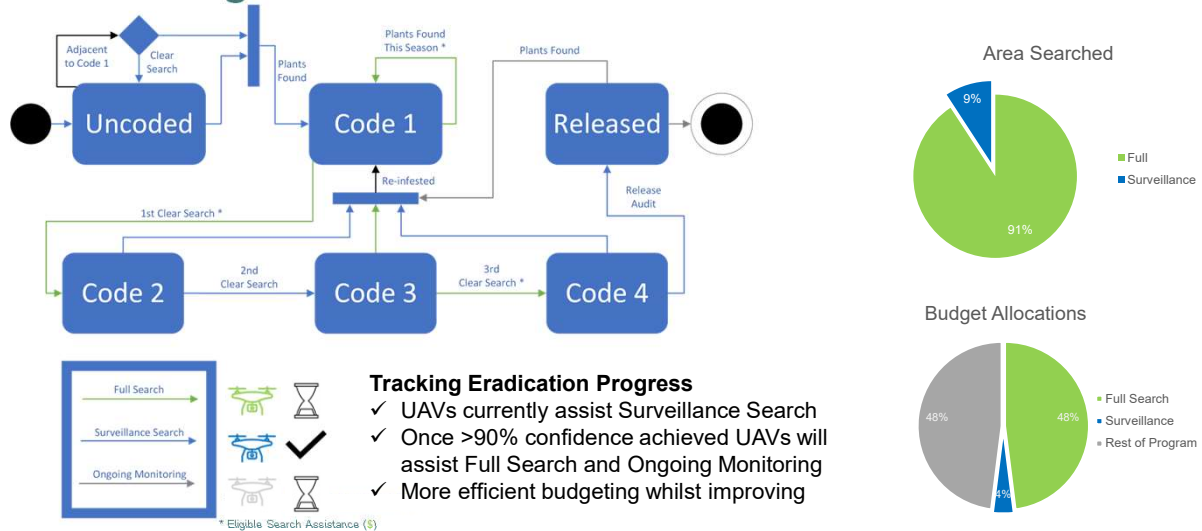 Adjacent
to Code 1
Clear
Search
Plants
Found
Plants Found
This Season *
Plants Found
Uncoded
Code 1
Released
Re-infested
1st Clear Search *
Release
Audit
2nd
Clear Search
3rd
Clear Search *
Code 2
Code 3
Code 4
Full Search
Surveillance Search
Ongoing Monitoring
* Eligible Search Assistance ($)
Tracking Eradication Progress
✓ UAVs currently assist Surveillance Search
✓ Once >90% confidence achieved UAVs will
assist Full Search and Ongoing Monitoring
✓ More efficient budgeting whilst improving
Area Searched
9%
91%
Full
Surveillance
Budget Allocations
48%
48%
4%
Full Search
Surveillance
Rest of Program